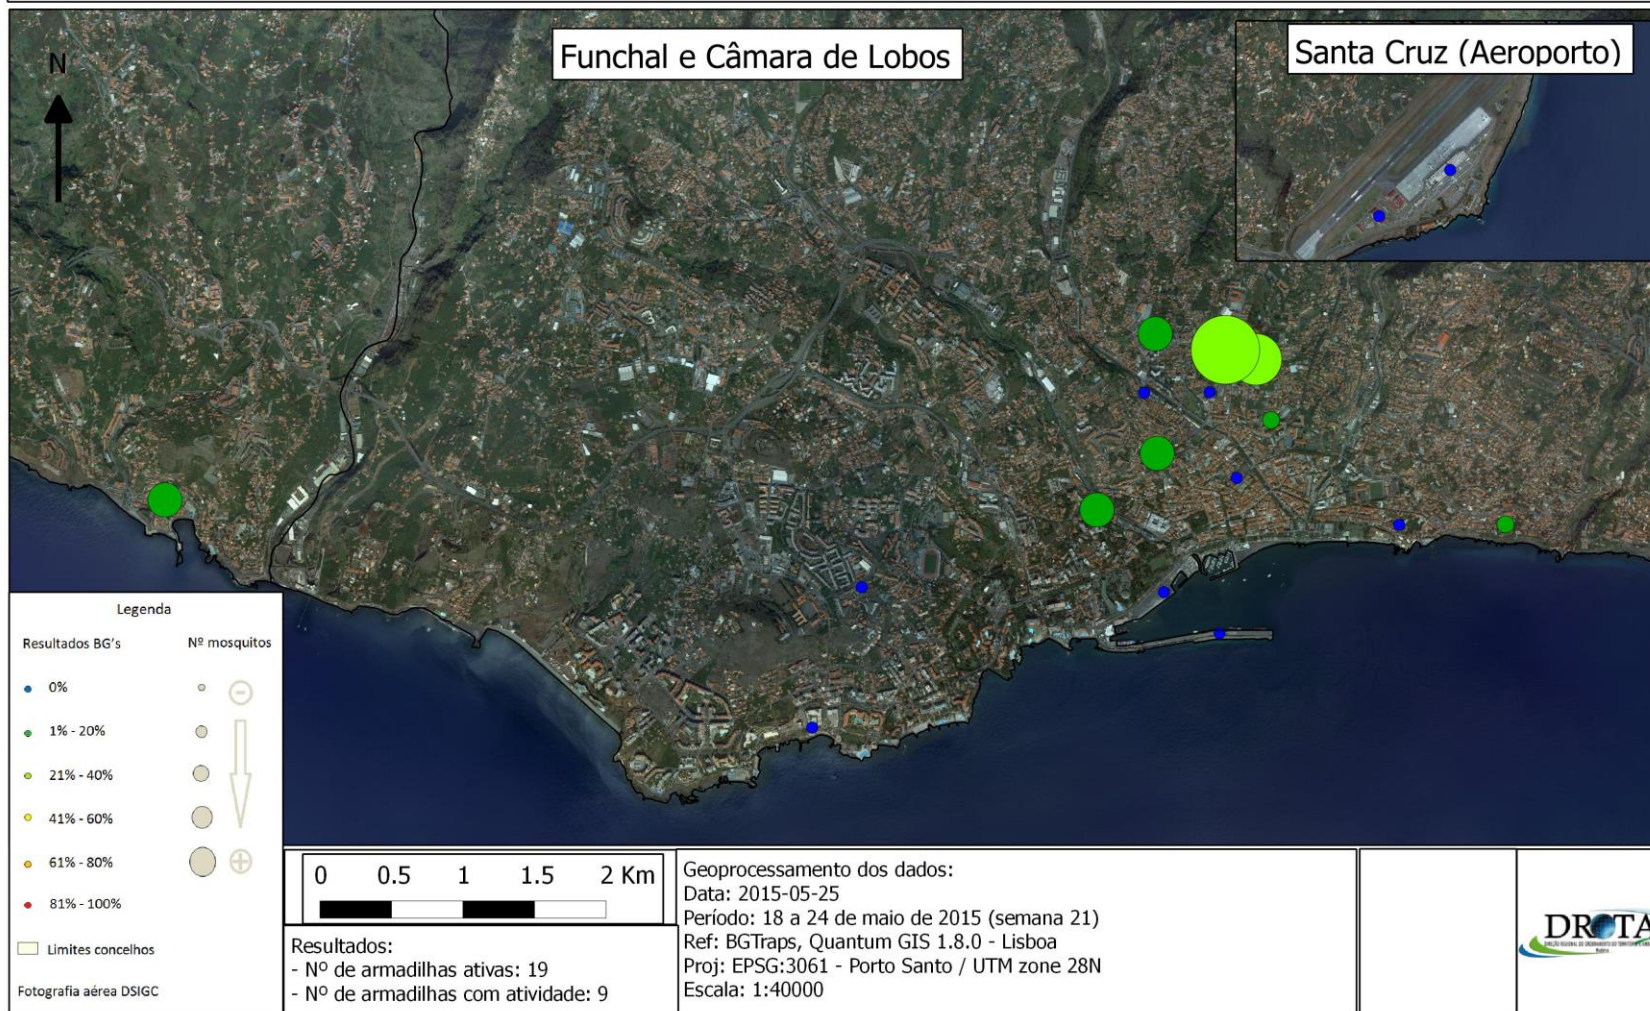 Funchal e Câmara de Lobos
Santa Cruz (Aeroporto)
N
Legenda
Resultados BG's
Nº mosquitos
0%
1% - 20%
21% - 40%
41% - 60%
61% - 80%
81% - 100%
Limites concelhos
Fotografia aérea DSIGC
0 0.5 1 1.5 2 Km
Resultados:
- Nº de armadilhas ativas: 19
- Nº de armadilhas com atividade: 9
Geoprocessamento dos dados:
Data: 2015-05-25
Período: 18 a 24 de maio de 2015 (semana 21)
Ref: BGTraps, Quantum GIS 1.8.0 - Lisboa
Proj: EPSG:3061 - Porto Santo / UTM zone 28N
Escala: 1:40000
DROTA